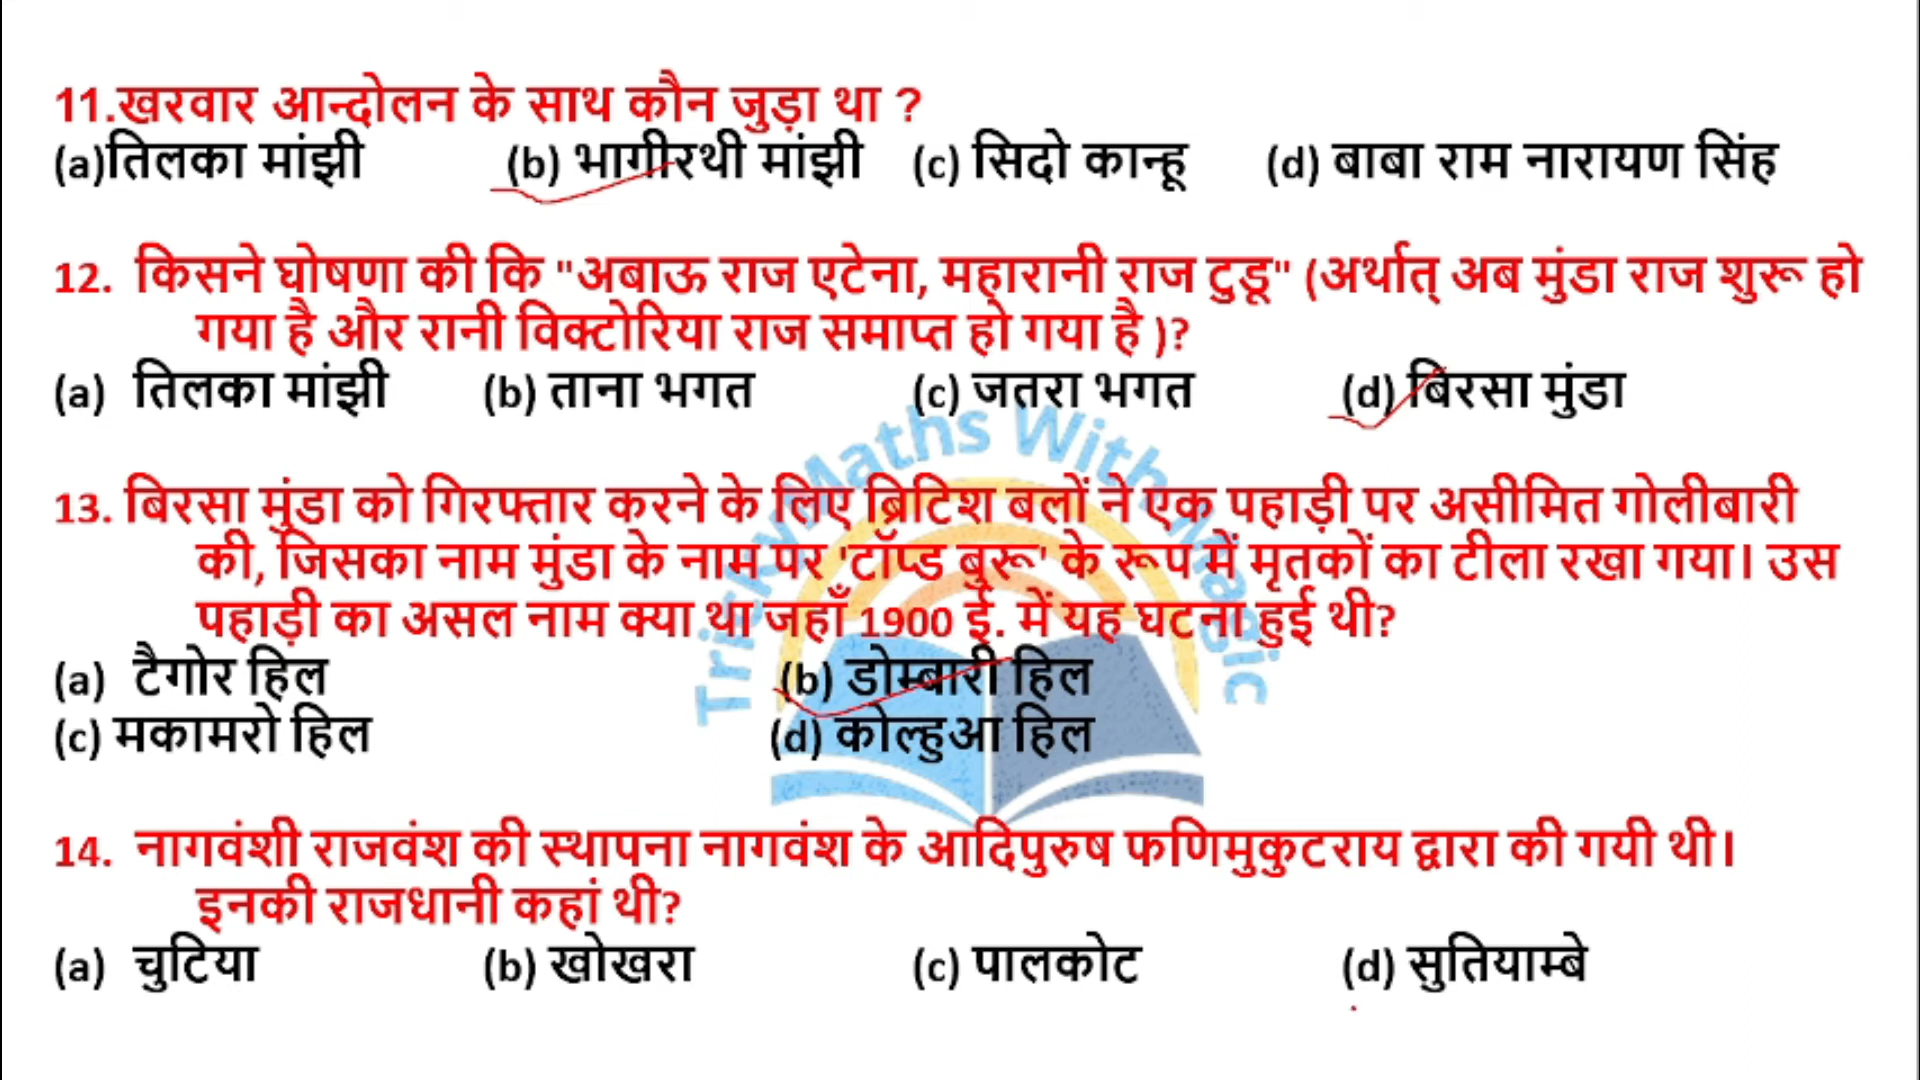 11.खरवार आन्दोलन के साथ कौन जुड़ा था ?
(a)तिलका मांझी (b) भागीरथी मांझी (c) सिदो कान्हू (d) बाबा राम नारायण सिंह
12. किसने घोषणा की कि "अबाऊ राज एटेना, महारानी राज टुडू" (अर्थात् अब मुंडा राज शुरू हो
गया है और रानी विक्टोरिया राज समाप्त हो गया है )?
(a) तिलका मांझी (b) ताना भगत (c) जतरा भगत (d) बिरसा मुंडा
TrickyMaths With Magic
13. बिरसा मुंडा को गिरफ्तार करने के लिए ब्रिटिश बलों ने एक पहाड़ी पर असीमित गोलीबारी
की, जिसका नाम मुंडा के नाम पर 'टॉप्ड बुरू' के रूप में मृतकों का टीला रखा गया। उस
पहाड़ी का असल नाम क्या था जहाँ 1900 ई. में यह घटना हुई थी?
(a) टैगोर हिल (b) डोम्बारी हिल
(c) मकामरो हिल (d) कोल्हुआ हिल
14. नागवंशी राजवंश की स्थापना नागवंश के आदिपुरुष फणिमुकुटराय द्वारा की गयी थी।
इनकी राजधानी कहां थी?
(a) चुटिया (b) खोखरा (c) पालकोट (d) सुतियाम्बे